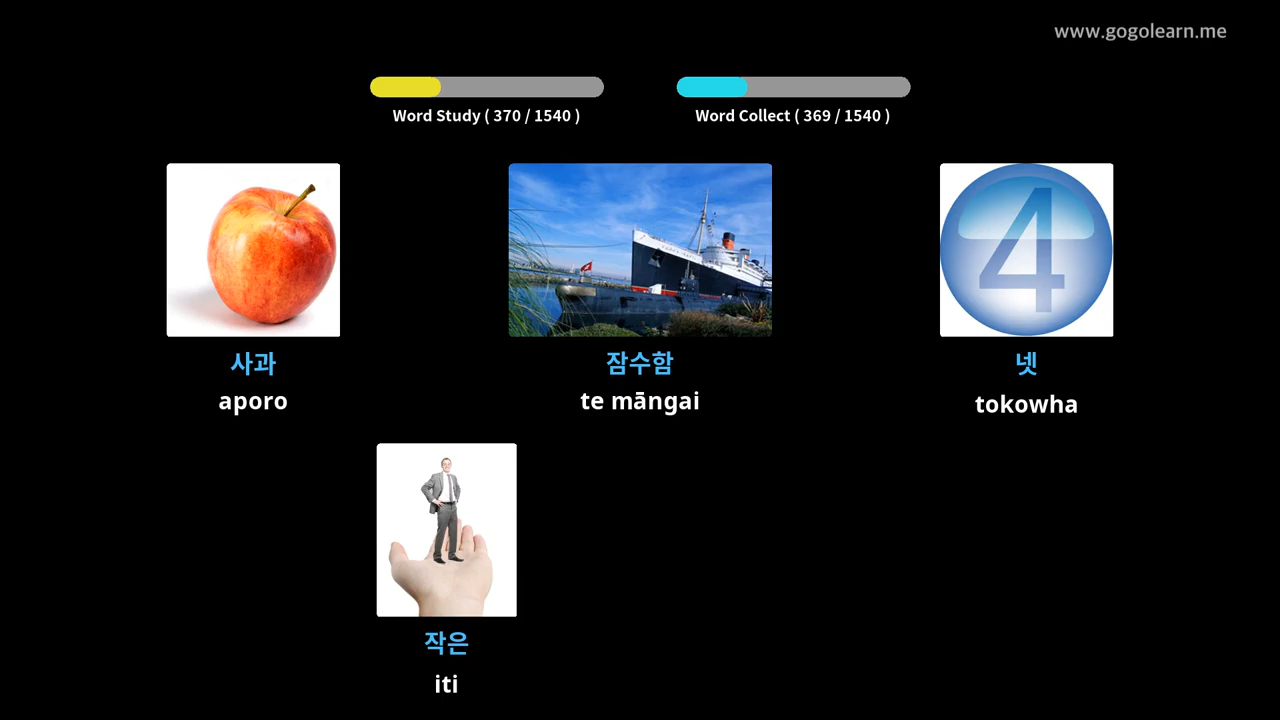 www.gogolearn.me
Word Study ( 370 / 1540 )
Word Collect ( 369 / 1540 )
사과
aporo
잠수함
te māngai
4
넷
tokowha
작은
iti